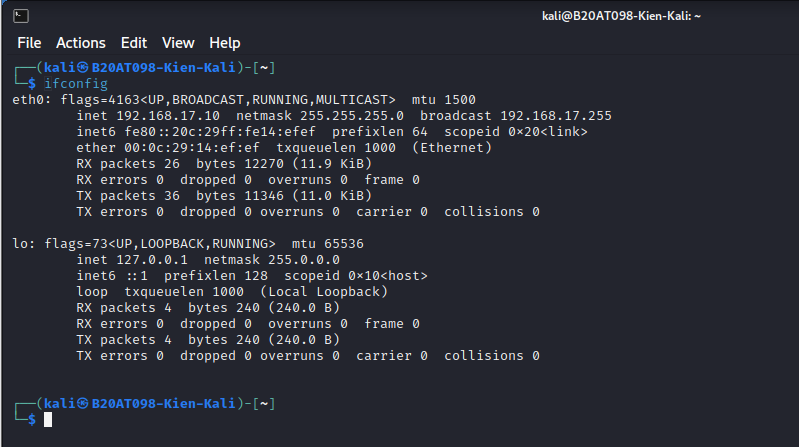 kali@B20AT098-Kien-Kali: ~
File Actions Edit View Help
┌──(kali㉿B20AT098-Kien-Kali)-[~]
└─$ ifconfig
eth0: flags=4163<UP,BROADCAST,RUNNING,MULTICAST>  mtu 1500
        inet 192.168.17.10  netmask 255.255.255.0  broadcast 192.168.17.255
        inet6 fe80::20c:29ff:fe14:efef  prefixlen 64  scopeid 0x20<link>
        ether 00:0c:29:14:ef:ef  txqueuelen 1000  (Ethernet)
        RX packets 26  bytes 12270 (11.9 KiB)
        RX errors 0  dropped 0  overruns 0  frame 0
        TX packets 36  bytes 11346 (11.0 KiB)
        TX errors 0  dropped 0 overruns 0  carrier 0  collisions 0

lo: flags=73<UP,LOOPBACK,RUNNING>  mtu 65536
        inet 127.0.0.1  netmask 255.0.0.0
        inet6 ::1  prefixlen 128  scopeid 0x10<host>
        loop  txqueuelen 1000  (Local Loopback)
        RX packets 4  bytes 240 (240.0 B)
        RX errors 0  dropped 0  overruns 0  frame 0
        TX packets 4  bytes 240 (240.0 B)
        TX errors 0  dropped 0 overruns 0  carrier 0  collisions 0

┌──(kali㉿B20AT098-Kien-Kali)-[~]
└─$